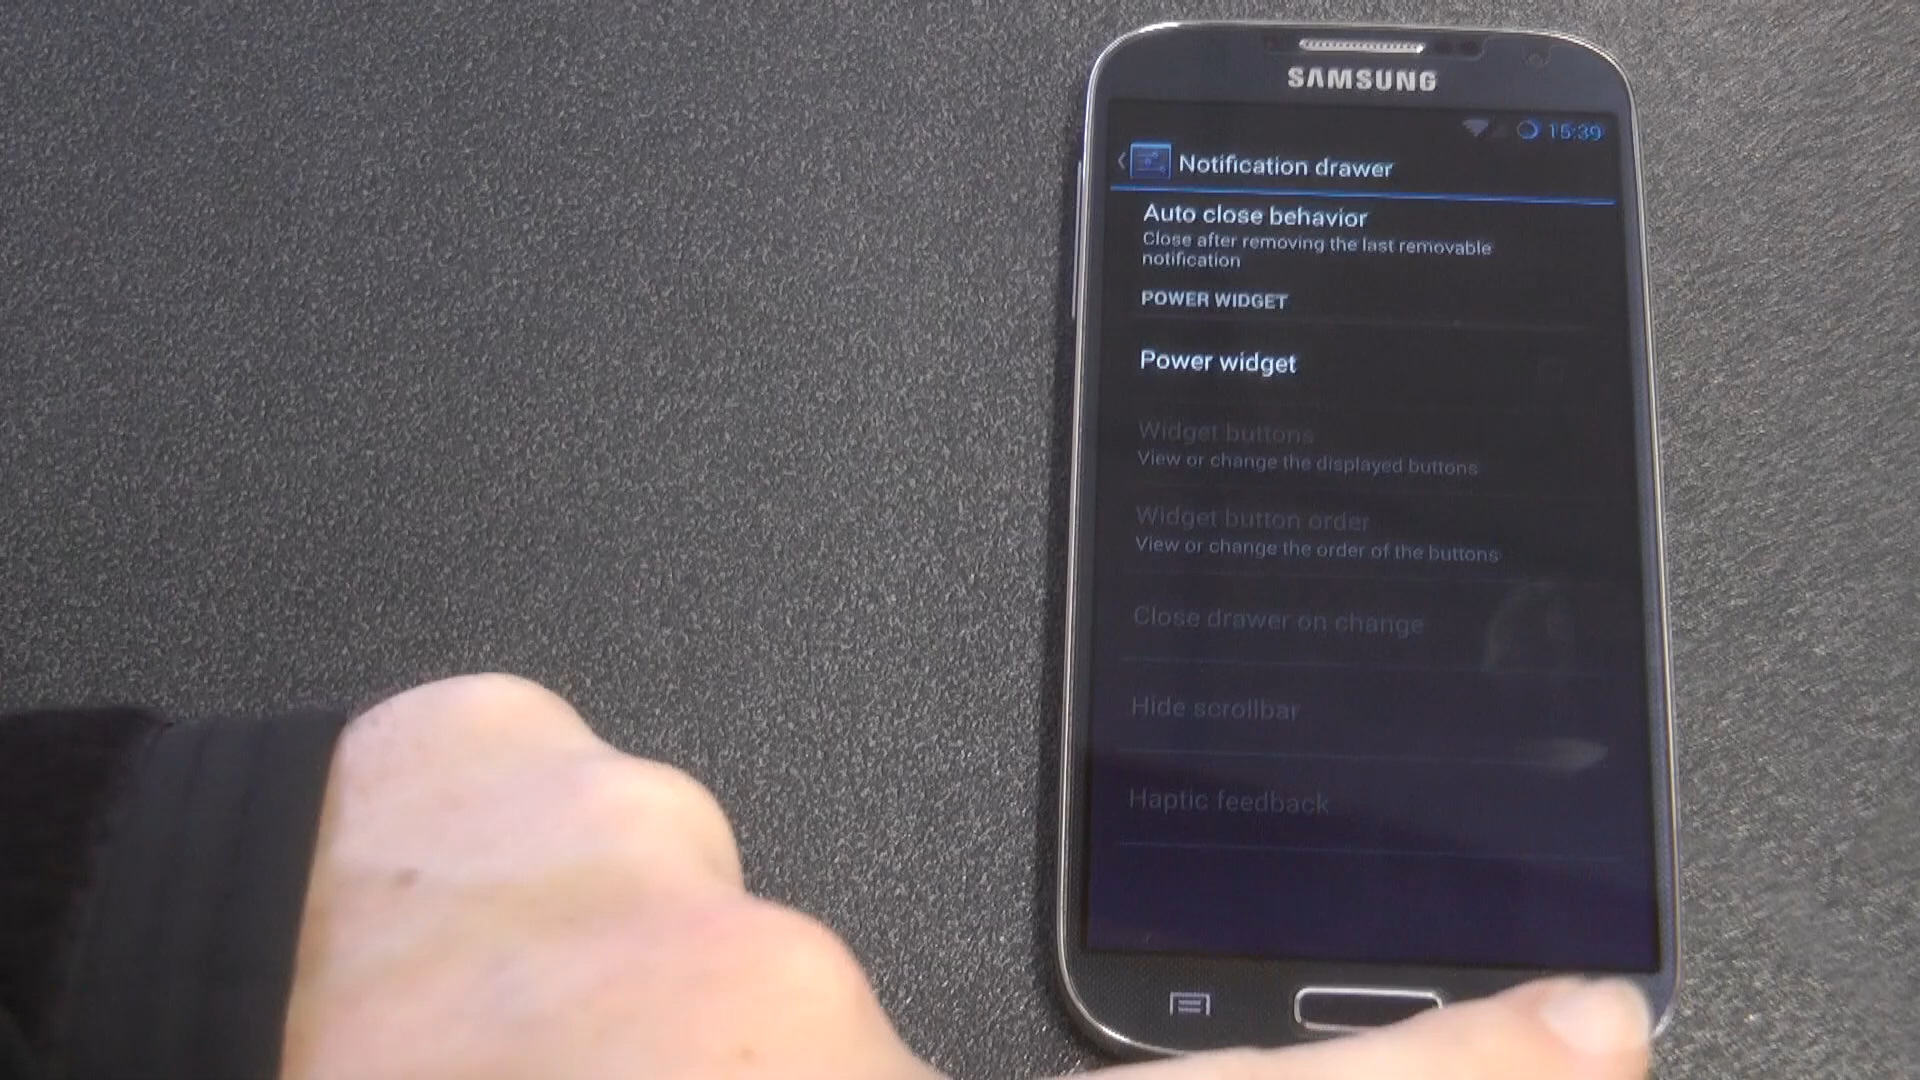 SAMSUNG
15:39
Notification drawer
Auto close behavior
Close after removing the last removable
notification
POWER WIDGET
Power widget
Widget buttons
View or change the displayed buttons
Widget button order
View or change the order of the buttons
Close drawer on change
Hide scrollbar
Haptic feedback